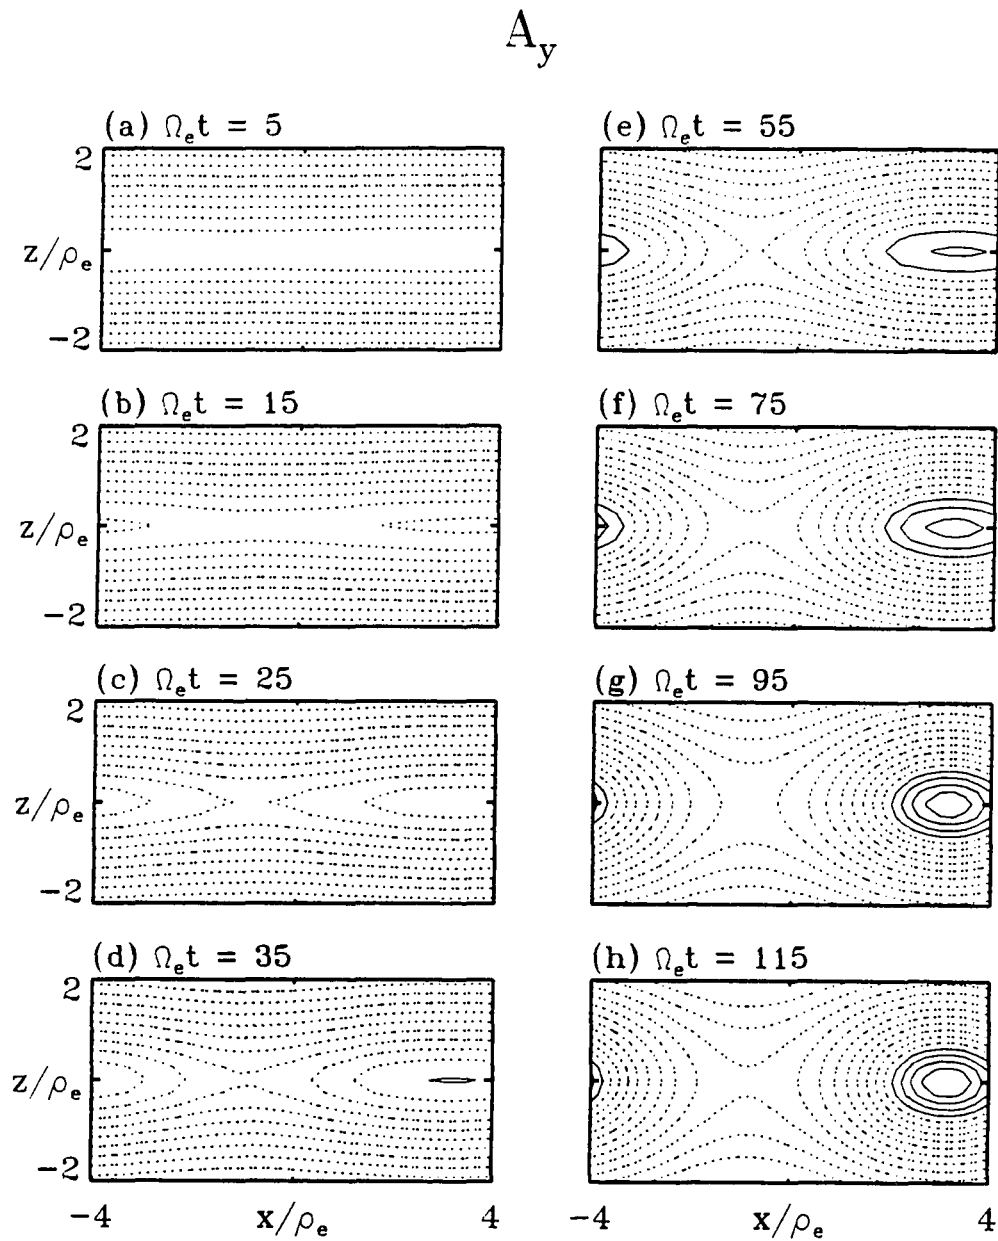 A_y
(a) Ω_e t = 5
2
z/ρ_e
−2
(b) Ω_e t = 15
2
z/ρ_e
−2
(c) Ω_e t = 25
2
z/ρ_e
−2
(d) Ω_e t = 35
2
z/ρ_e
−2
−4 x/ρ_e 4
(e) Ω_e t = 55
(f) Ω_e t = 75
(g) Ω_e t = 95
(h) Ω_e t = 115
−4 x/ρ_e 4